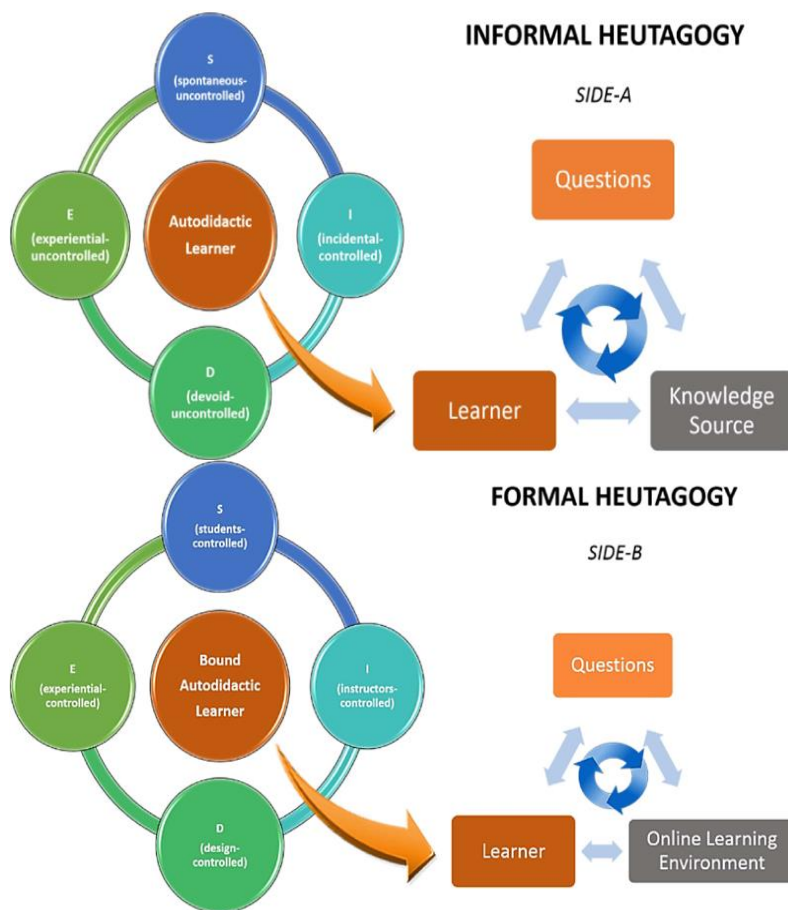 INFORMAL HEUTAGOGY
SIDE-A
S
(spontaneous-
uncontrolled)
E
(experiential-
uncontrolled)
Autodidactic
Learner
I
(incidental-
controlled)
D
(devoid-
uncontrolled)
Questions
Learner
Knowledge
Source
FORMAL HEUTAGOGY
SIDE-B
S
(students-
controlled)
E
(experiential-
controlled)
Bound
Autodidactic
Learner
I
(instructors-
controlled)
D
(design-
controlled)
Questions
Learner
Online Learning
Environment